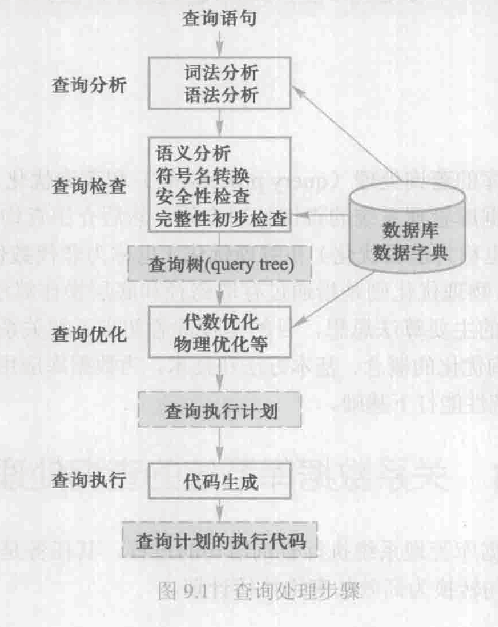 查询语句
查询分析
词法分析
语法分析
查询检查
语义分析
符号名转换
安全性检查
完整性初步检查
数据库
数据字典
查询树(query tree)
查询优化
代数优化
物理优化等
查询执行计划
查询执行
代码生成
查询计划的执行代码
图 9.1 查询处理步骤